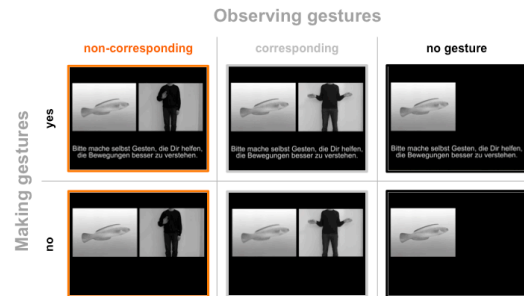 Observing gestures
non-corresponding
corresponding
no gesture
Making gestures
yes
Bitte mache selbst Gesten, die Dir helfen,
die Bewegungen besser zu verstehen.
Bitte mache selbst Gesten, die Dir helfen,
die Bewegungen besser zu verstehen.
Bitte mache selbst Gesten, die Dir helfen,
die Bewegungen besser zu verstehen.
no